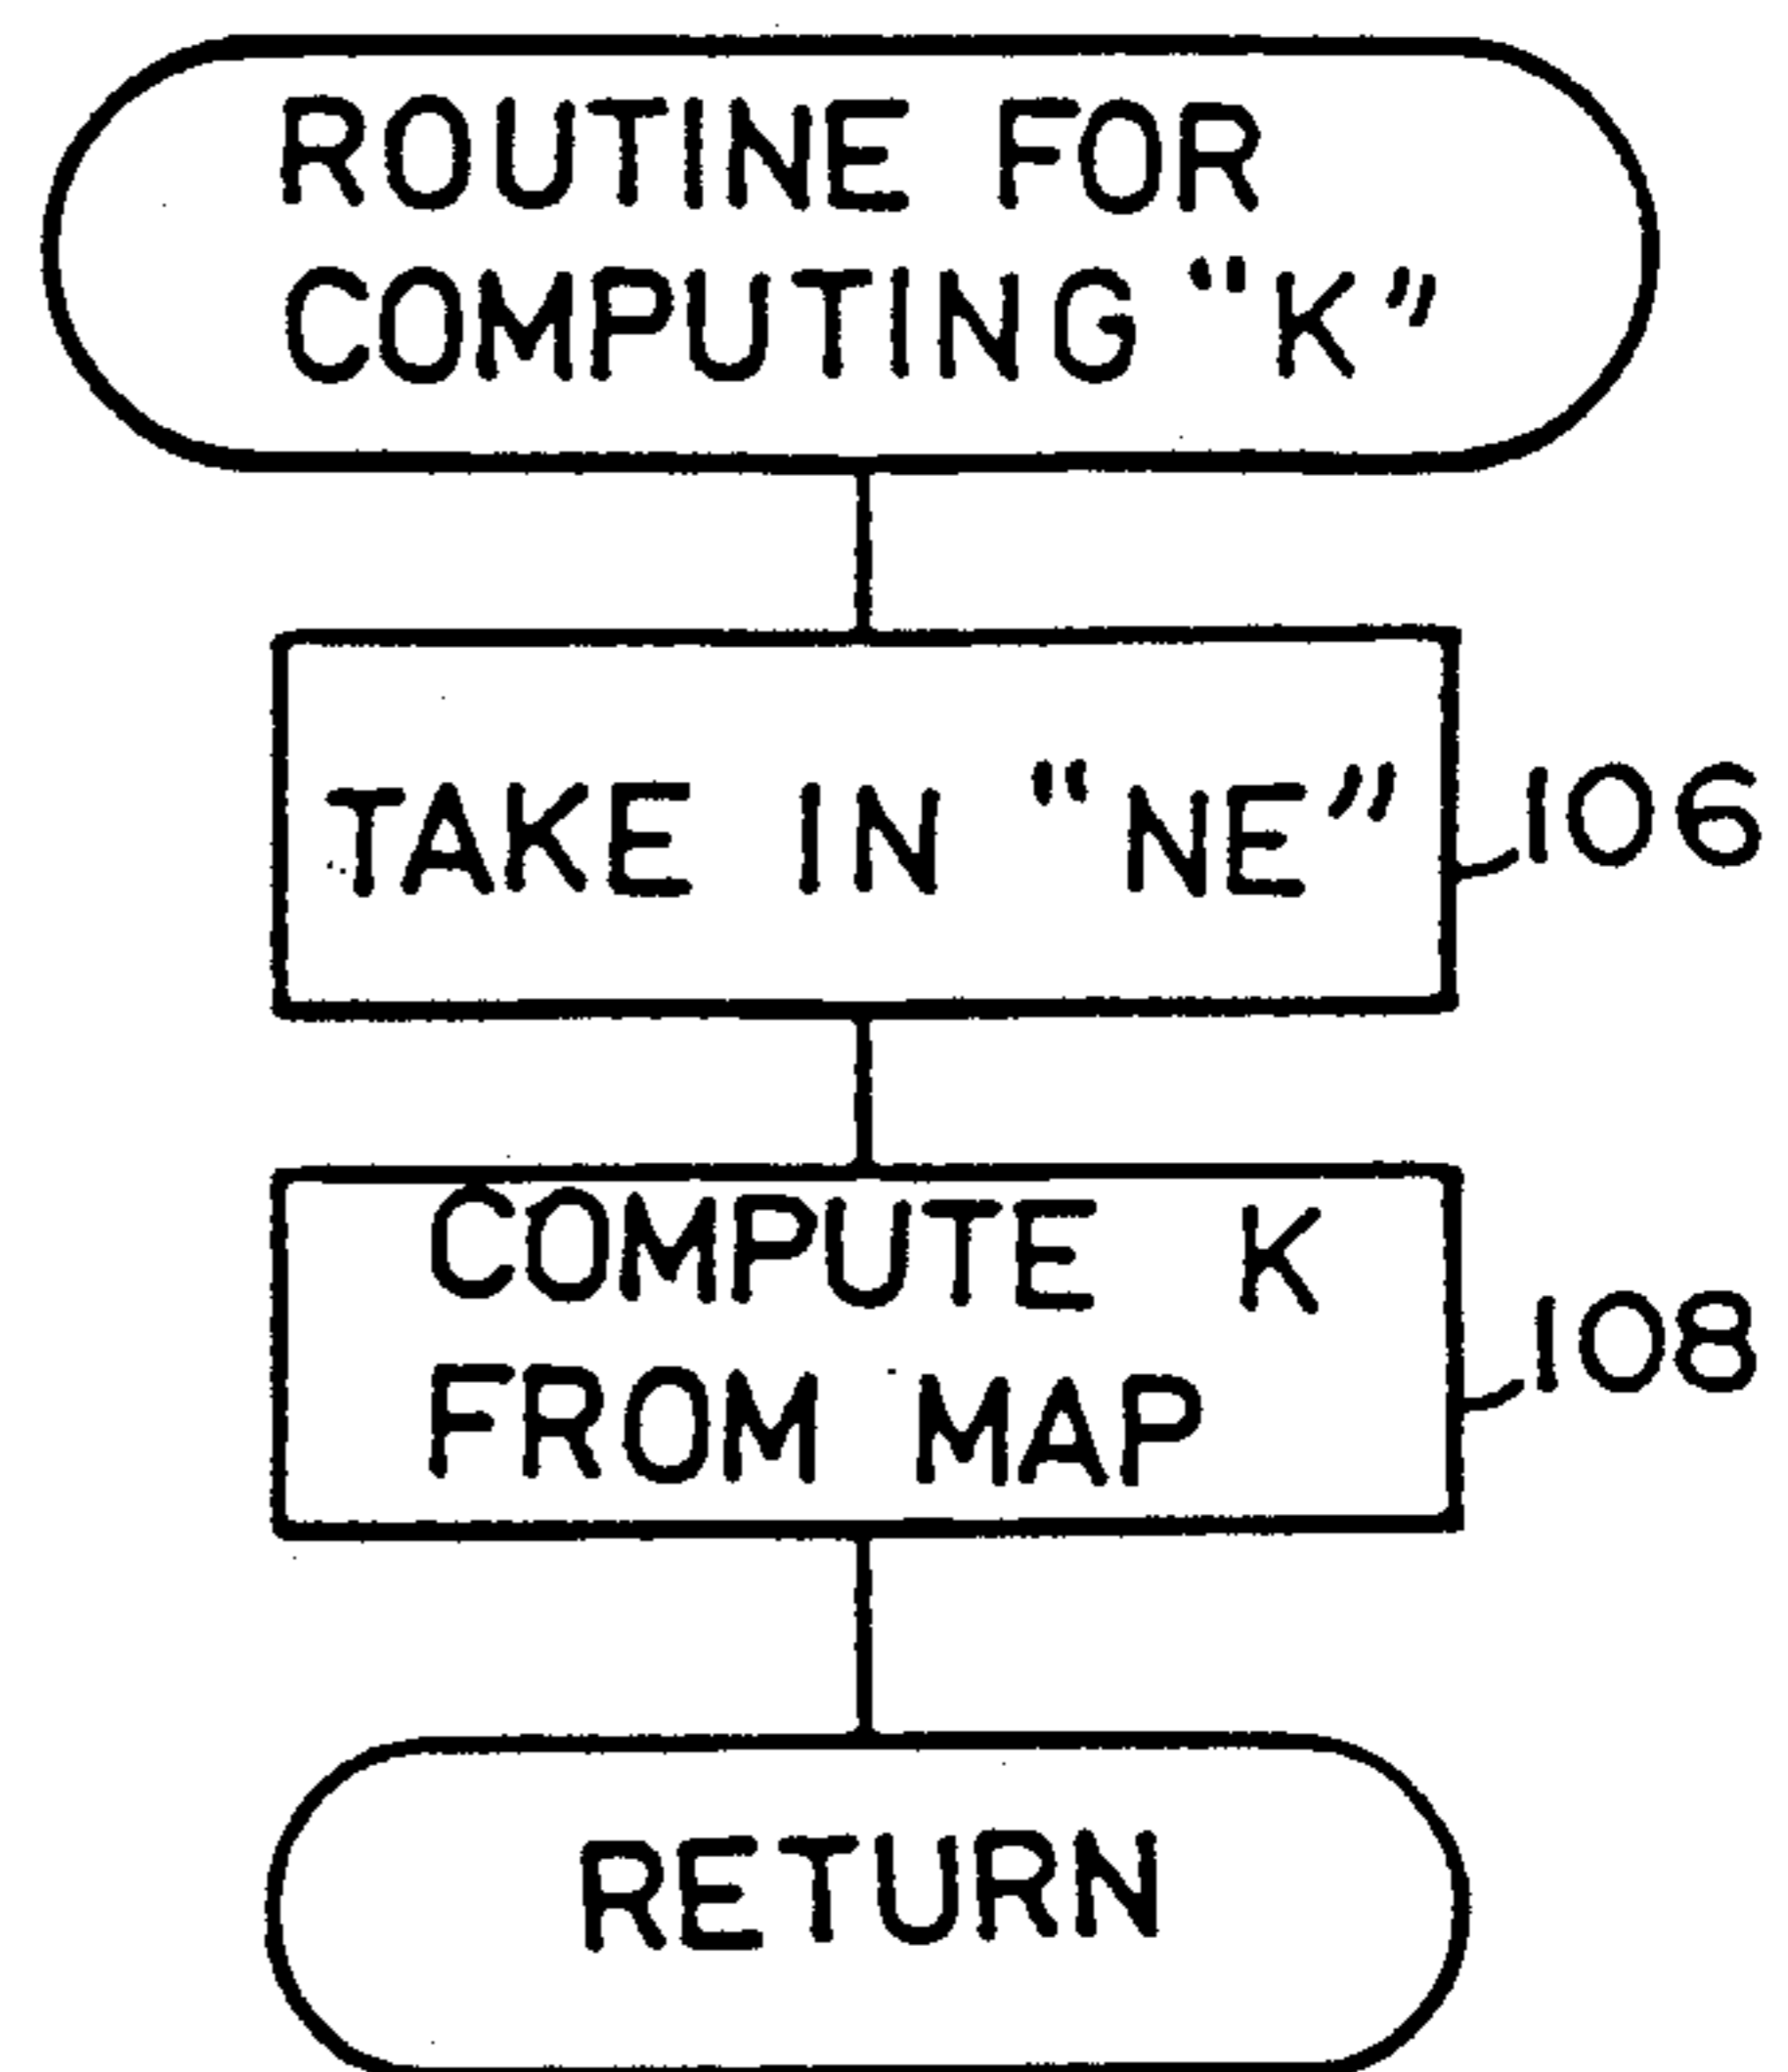 ROUTINE FOR
COMPUTING "K"
TAKE IN "NE"
106
COMPUTE K
FROM MAP
108
RETURN